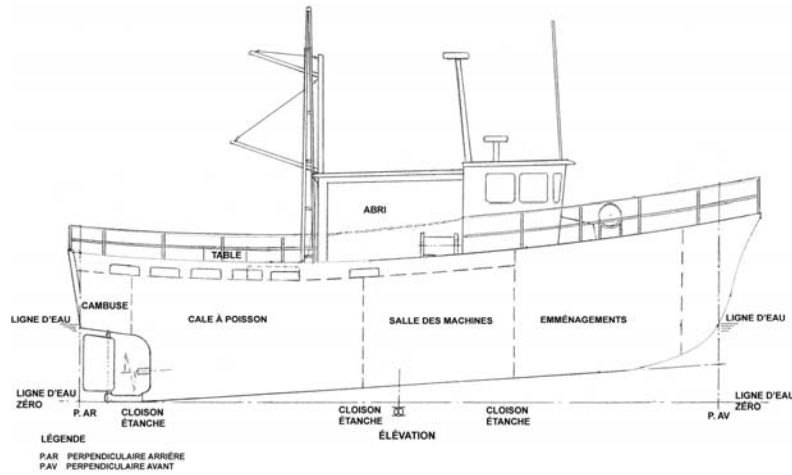 ABRI
TABLE
CAMBUSE
CALE À POISSON
SALLE DES MACHINES
EMMÉNAGEMENTS
LIGNE D'EAU
LIGNE D'EAU
LIGNE D'EAU
ZÉRO
LIGNE D'EAU
ZÉRO
P. AR
CLOISON
ÉTANCHE
CLOISON
ÉTANCHE
CLOISON
ÉTANCHE
P. AV
ÉLÉVATION
LÉGENDE
P.AR PERPENDICULAIRE ARRIÈRE
P.AV PERPENDICULAIRE AVANT